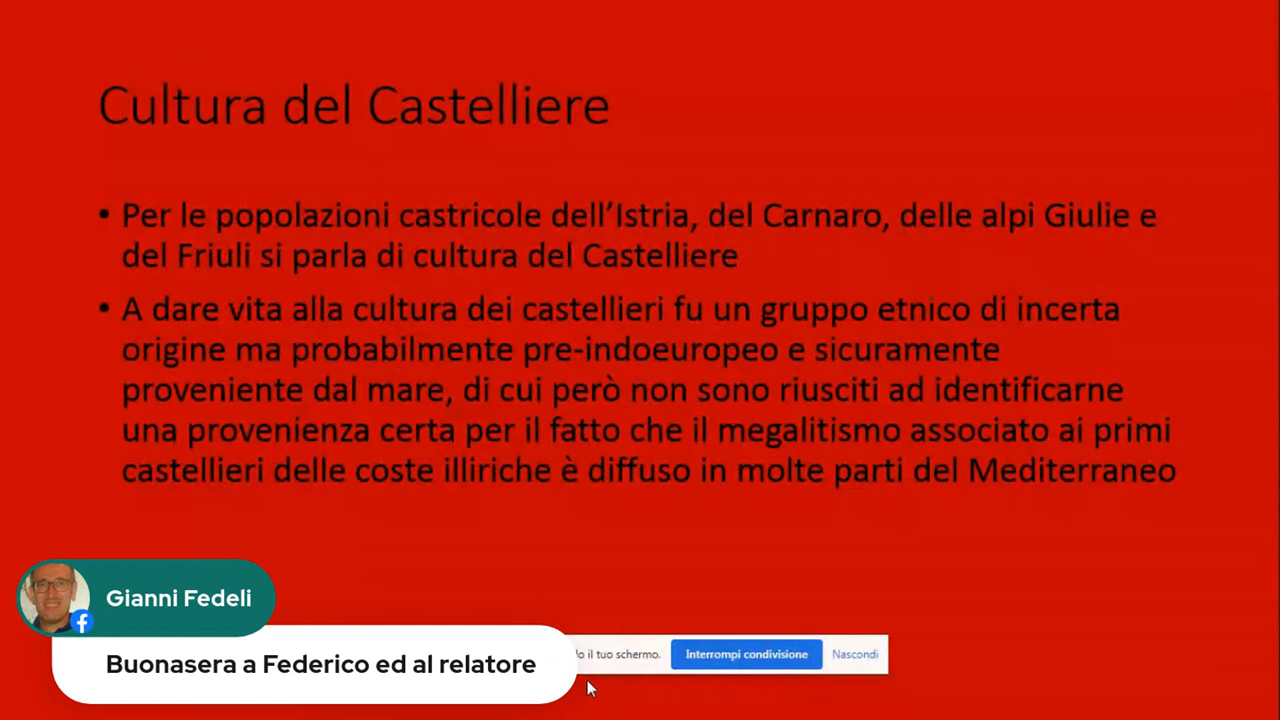 Cultura del Castelliere
• Per le popolazioni castricole dell’Istria, del Carnaro, delle alpi Giulie e
del Friuli si parla di cultura del Castelliere
• A dare vita alla cultura dei castellieri fu un gruppo etnico di incerta
origine ma probabilmente pre-indoeuropeo e sicuramente
proveniente dal mare, di cui però non sono riusciti ad identificarne
una provenienza certa per il fatto che il megalitismo associato ai primi
castellieri delle coste illiriche è diffuso in molte parti del Mediterraneo
Gianni Fedeli
Buonasera a Federico ed al relatore
il tuo schermo. Interrompi condivisione Nascondi